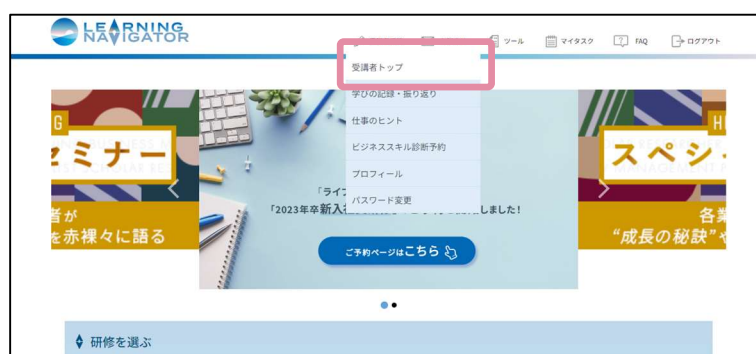 LEARNING
NAVIGATOR
ツール
マイタスク
FAQ
ログアウト
受講者トップ
学びの記録・振り返り
仕事のヒント
ビジネススキル診断予約
プロフィール
パスワード変更
セミナー
者が
を赤裸々に語る
「ライフ
「2023年卒新入社
しました!
ご予約ページはこちら
スペシ
各業
“成長の秘訣”や
研修を選ぶ